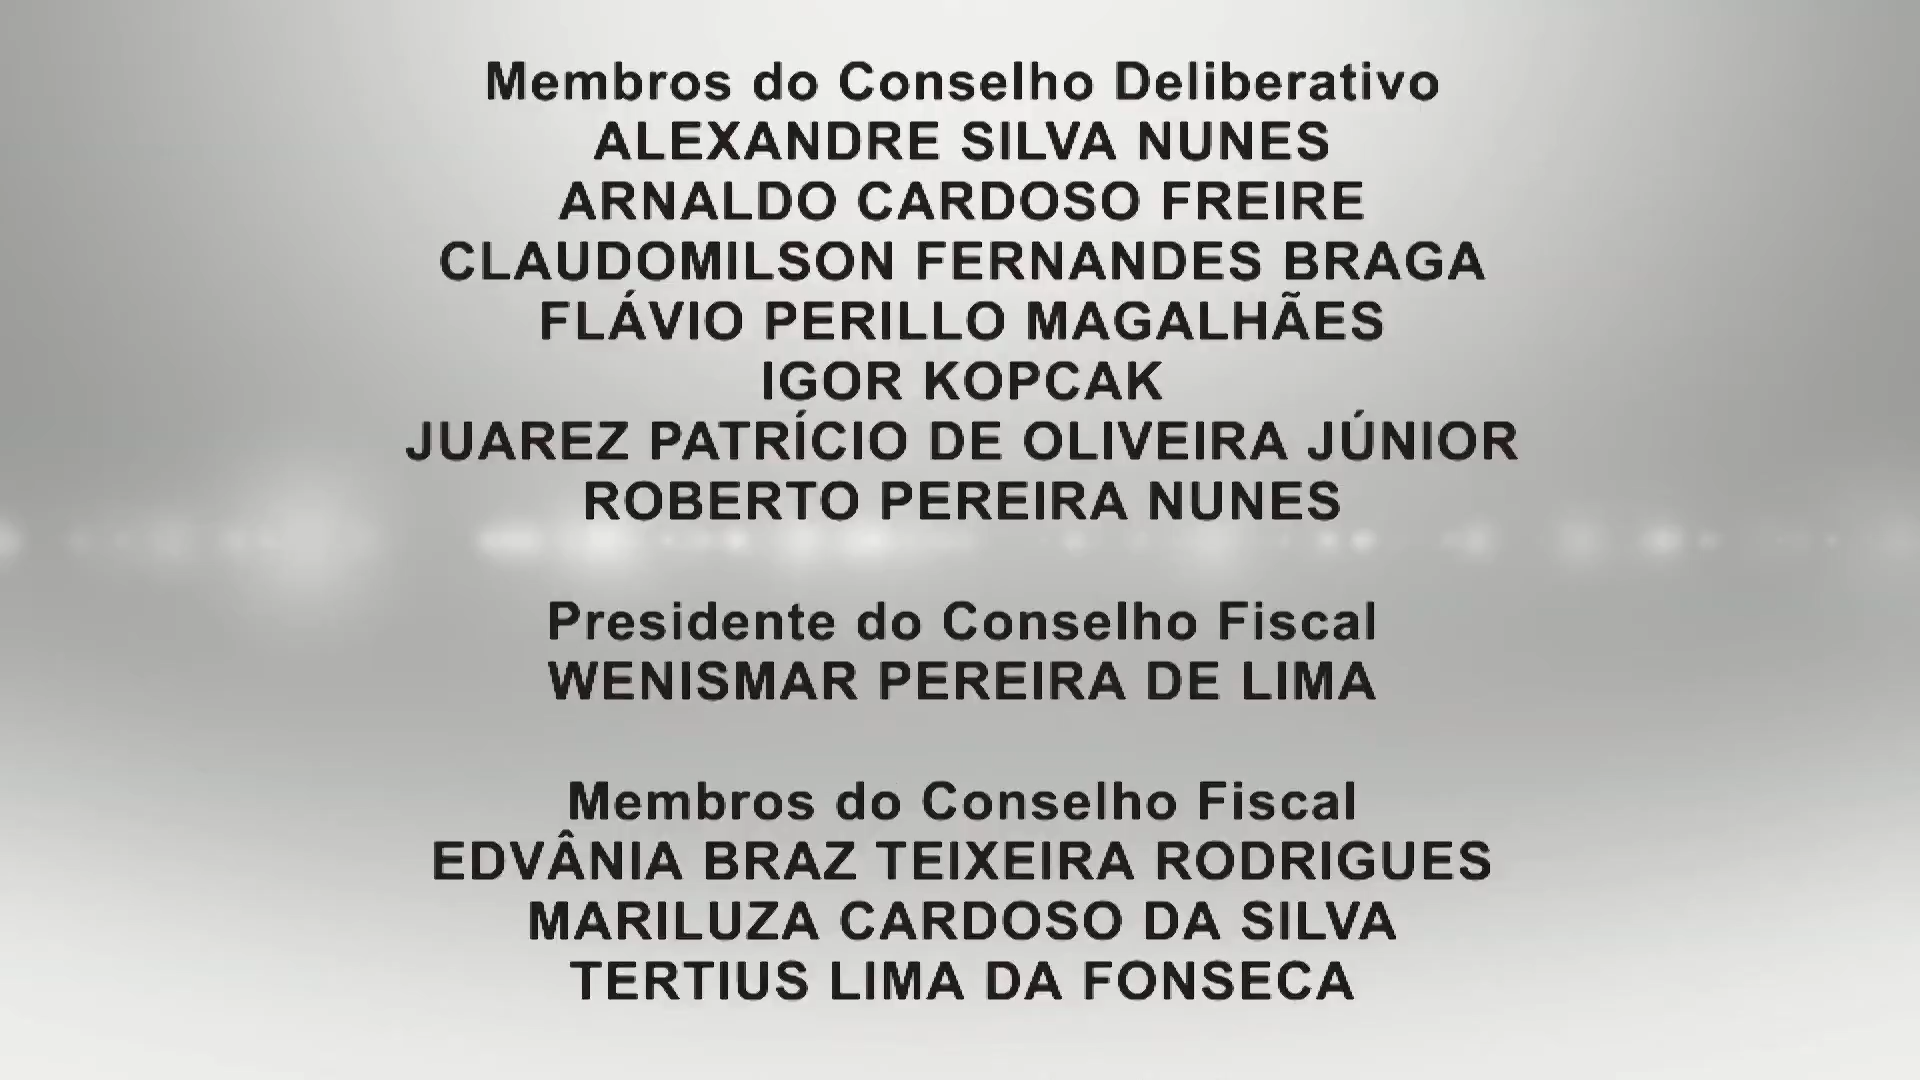 Membros do Conselho Deliberativo
ALEXANDRE SILVA NUNES
ARNALDO CARDOSO FREIRE
CLAUDOMILSON FERNANDES BRAGA
FLÁVIO PERILLO MAGALHÃES
IGOR KOPCAK
JUAREZ PATRÍCIO DE OLIVEIRA JÚNIOR
ROBERTO PEREIRA NUNES
Presidente do Conselho Fiscal
WENISMAR PEREIRA DE LIMA
Membros do Conselho Fiscal
EDVÂNIA BRAZ TEIXEIRA RODRIGUES
MARILUZA CARDOSO DA SILVA
TERTIUS LIMA DA FONSECA